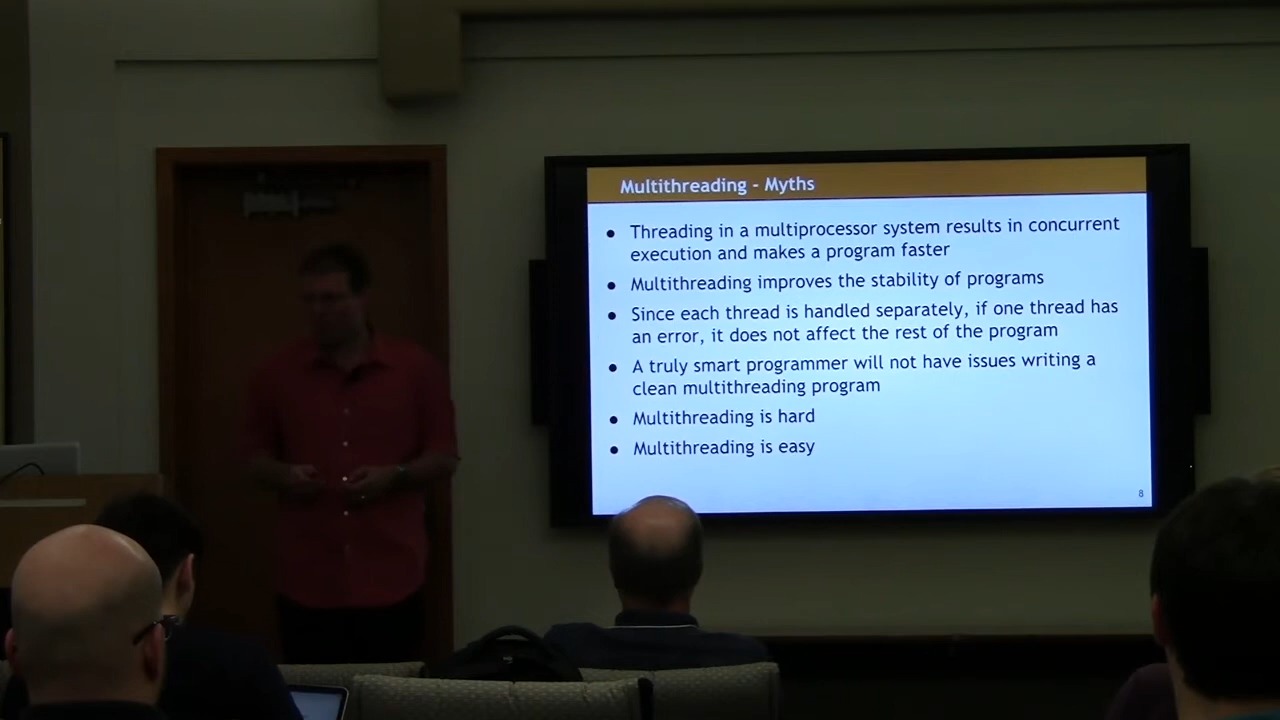 Multithreading - Myths
● Threading in a multiprocessor system results in concurrent
execution and makes a program faster
● Multithreading improves the stability of programs
● Since each thread is handled separately, if one thread has
an error, it does not affect the rest of the program
● A truly smart programmer will not have issues writing a
clean multithreading program
● Multithreading is hard
● Multithreading is easy
8